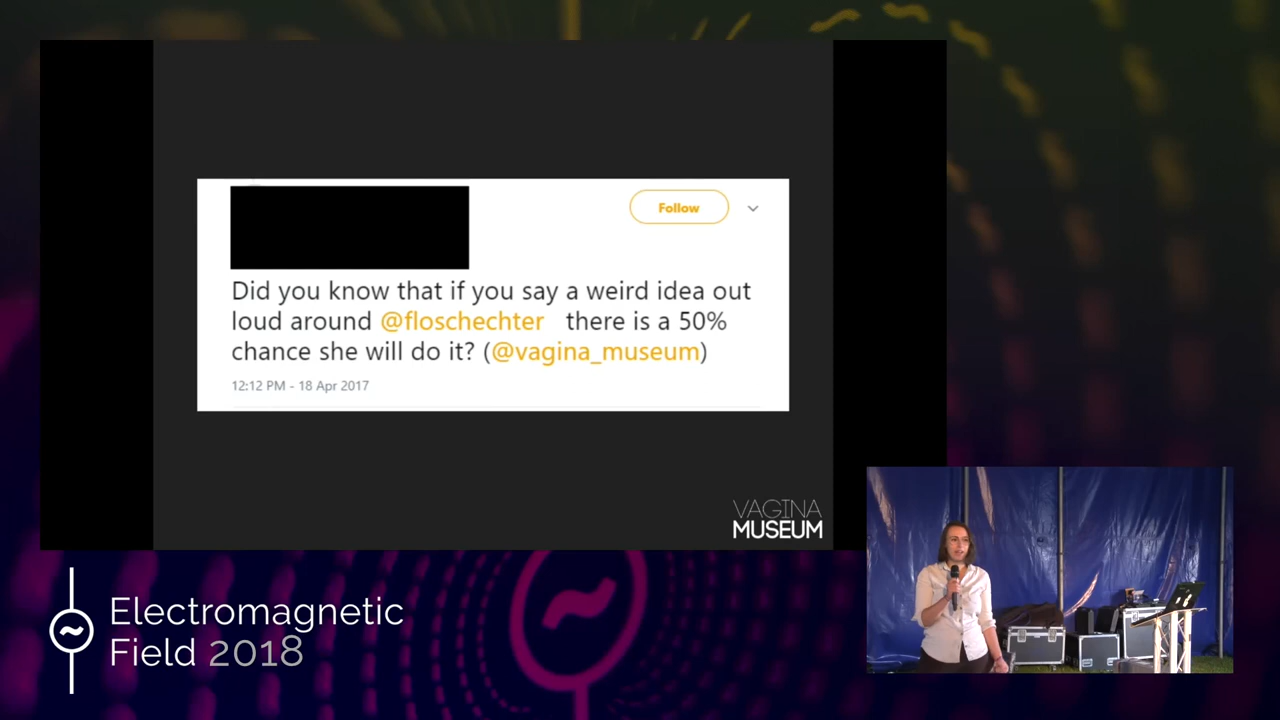 Follow
Did you know that if you say a weird idea out
loud around @floschechter there is a 50%
chance she will do it? (@vagina_museum)
12:12 PM - 18 Apr 2017
VAGINA
MUSEUM
Electromagnetic
Field 2018